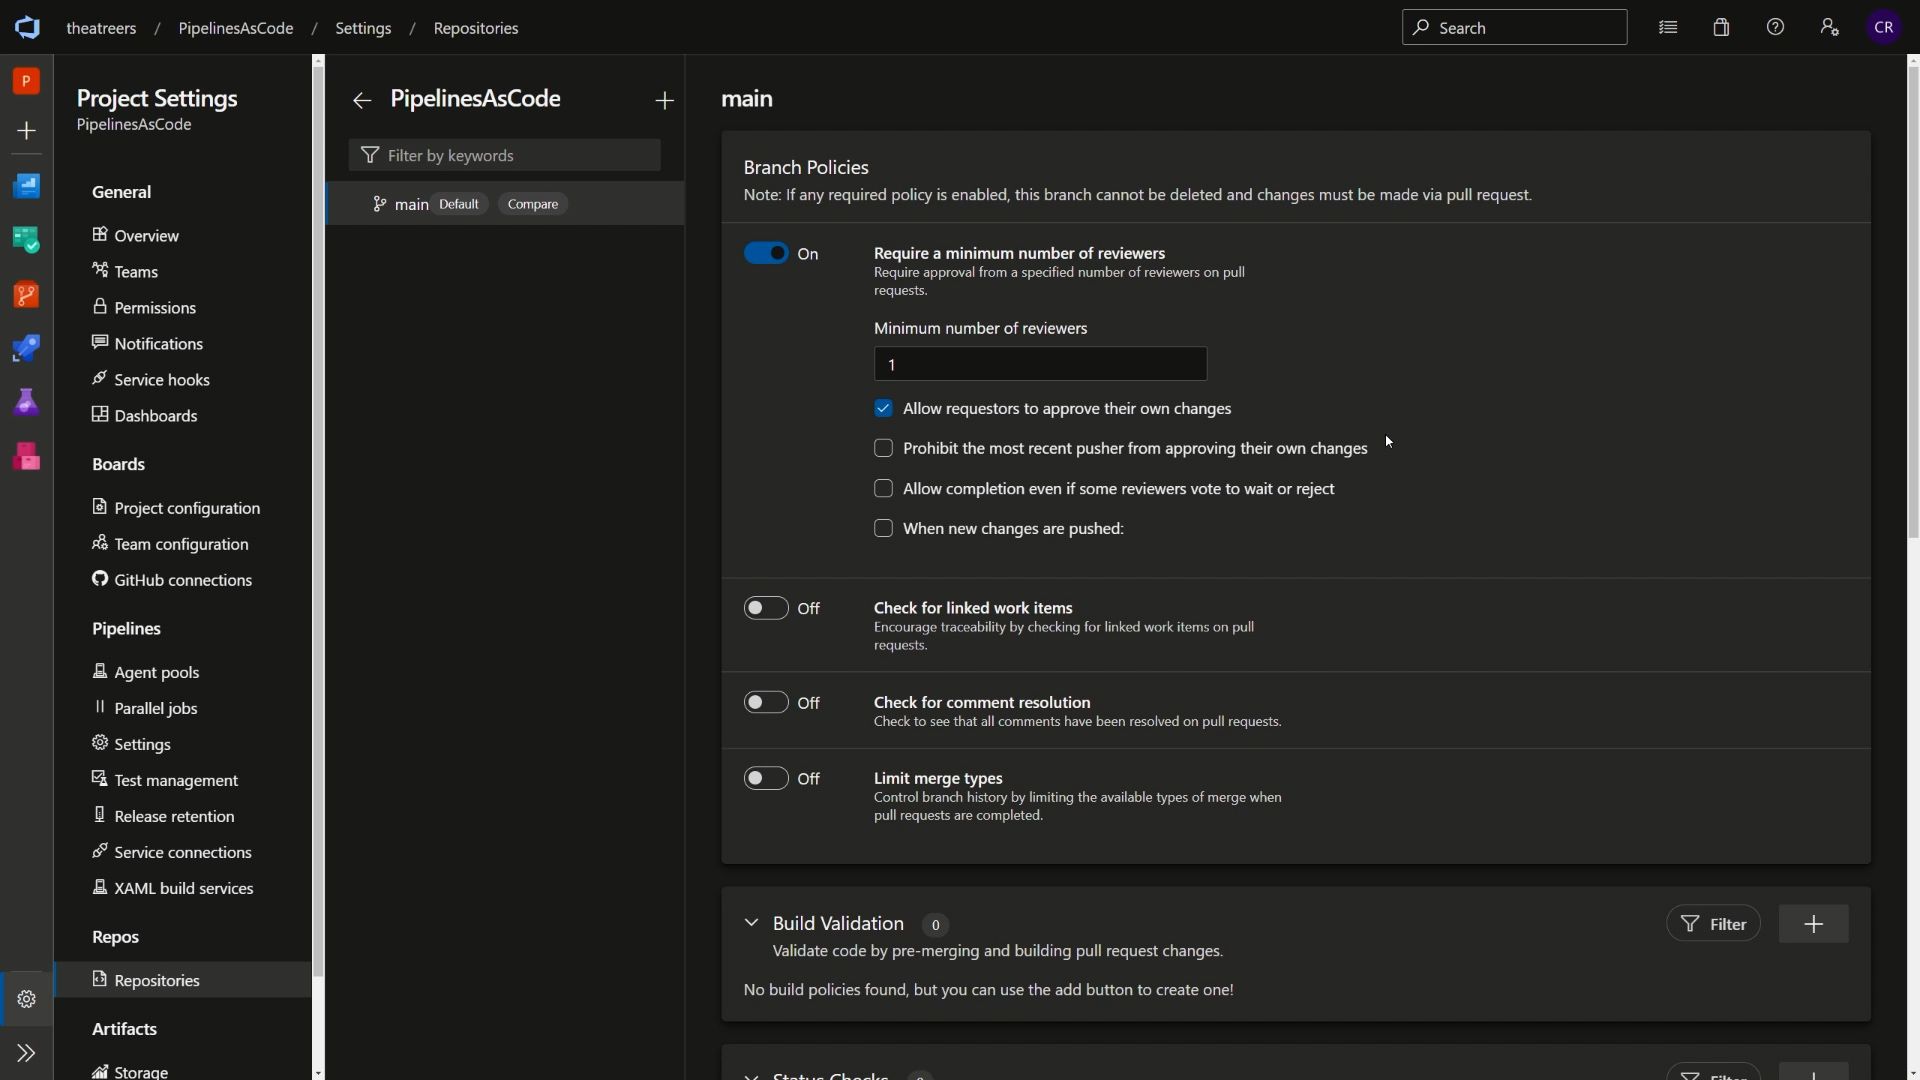 theatreers / PipelinesAsCode / Settings / Repositories
Search
CR
P
Project Settings
PipelinesAsCode
General
Overview
Teams
Permissions
Notifications
Service hooks
Dashboards
Boards
Project configuration
Team configuration
GitHub connections
Pipelines
Agent pools
Parallel jobs
Settings
Test management
Release retention
Service connections
XAML build services
Repos
Repositories
Artifacts
Storage
PipelinesAsCode
Filter by keywords
main Default Compare
main
Branch Policies
Note: If any required policy is enabled, this branch cannot be deleted and changes must be made via pull request.
On
Require a minimum number of reviewers
Require approval from a specified number of reviewers on pull
requests.
Minimum number of reviewers
1
Allow requestors to approve their own changes
Prohibit the most recent pusher from approving their own changes
Allow completion even if some reviewers vote to wait or reject
When new changes are pushed:
Off
Check for linked work items
Encourage traceability by checking for linked work items on pull
requests.
Off
Check for comment resolution
Check to see that all comments have been resolved on pull requests.
Off
Limit merge types
Control branch history by limiting the available types of merge when
pull requests are completed.
Build Validation 0
Filter
Validate code by pre-merging and building pull request changes.
No build policies found, but you can use the add button to create one!
Status Checks 0
Filter